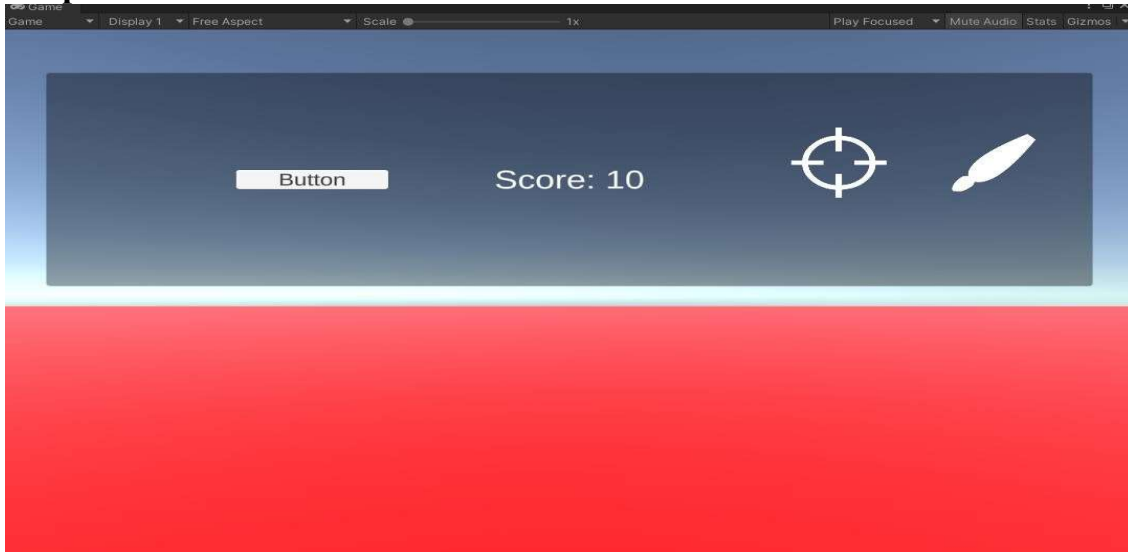 Game
Game Display 1 Free Aspect Scale 1x Play Focused Mute Audio Stats Gizmos
Button Score: 10